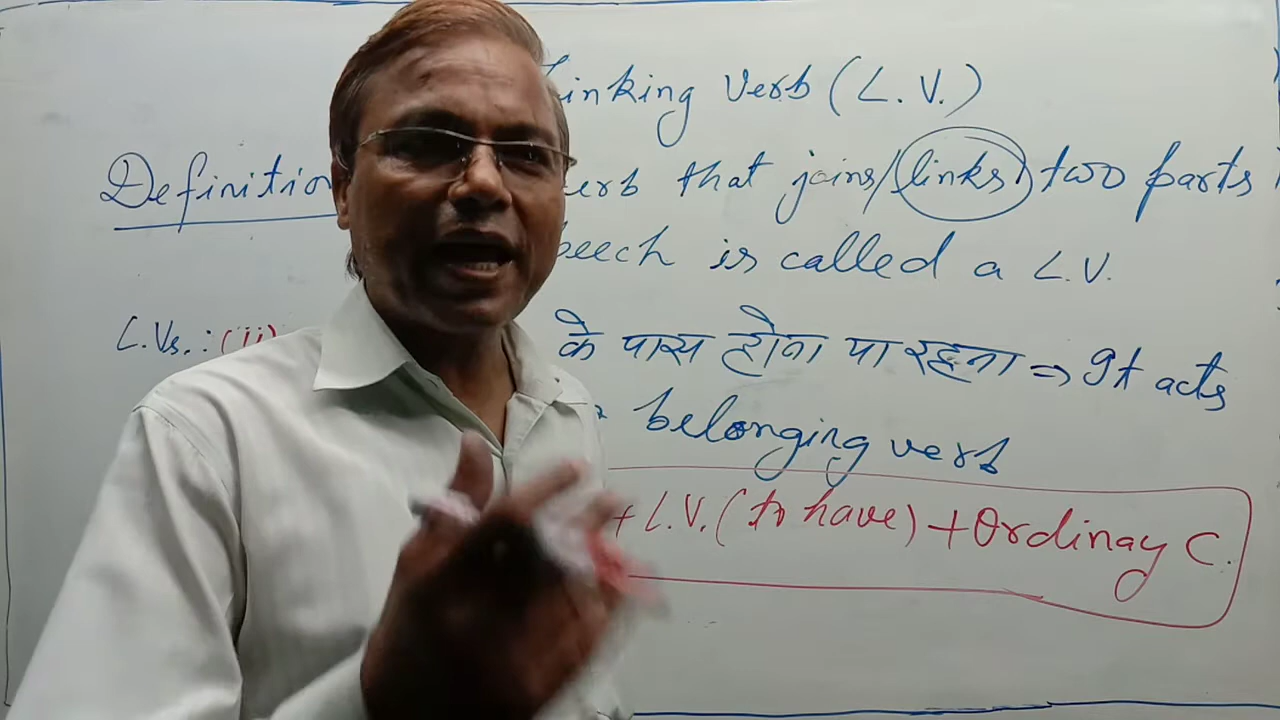 Linking Verb (L.V.)
Definition verb that joins/links two parts
speech is called a L.V.
L.Vs.: (ii) के पास होना या रहना => It acts
belonging verb
+ L.V. (to have) + Ordinay C.